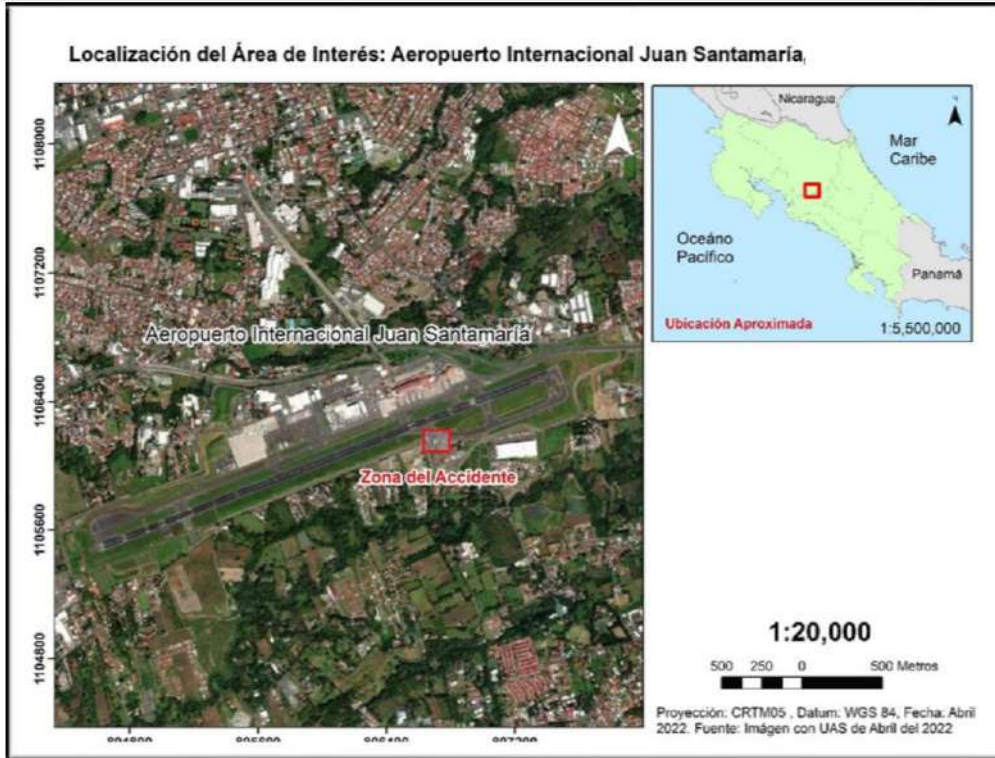 Localización del Área de Interés: Aeropuerto Internacional Juan Santamaría,
N
1108000
1107200
1106400
1105600
1104800
Aeropuerto Internacional Juan Santamaría
Zona del Accidente
Nicaragua
Mar
Caribe
Oceáno
Pacífico
Panamá
Ubicación Aproximada
1:5,500,000
1:20,000
500 250 0 500 Metros
Proyección: CRTM05 , Datum: WGS 84, Fecha: Abril
2022. Fuente: Imágen con UAS de Abril del 2022